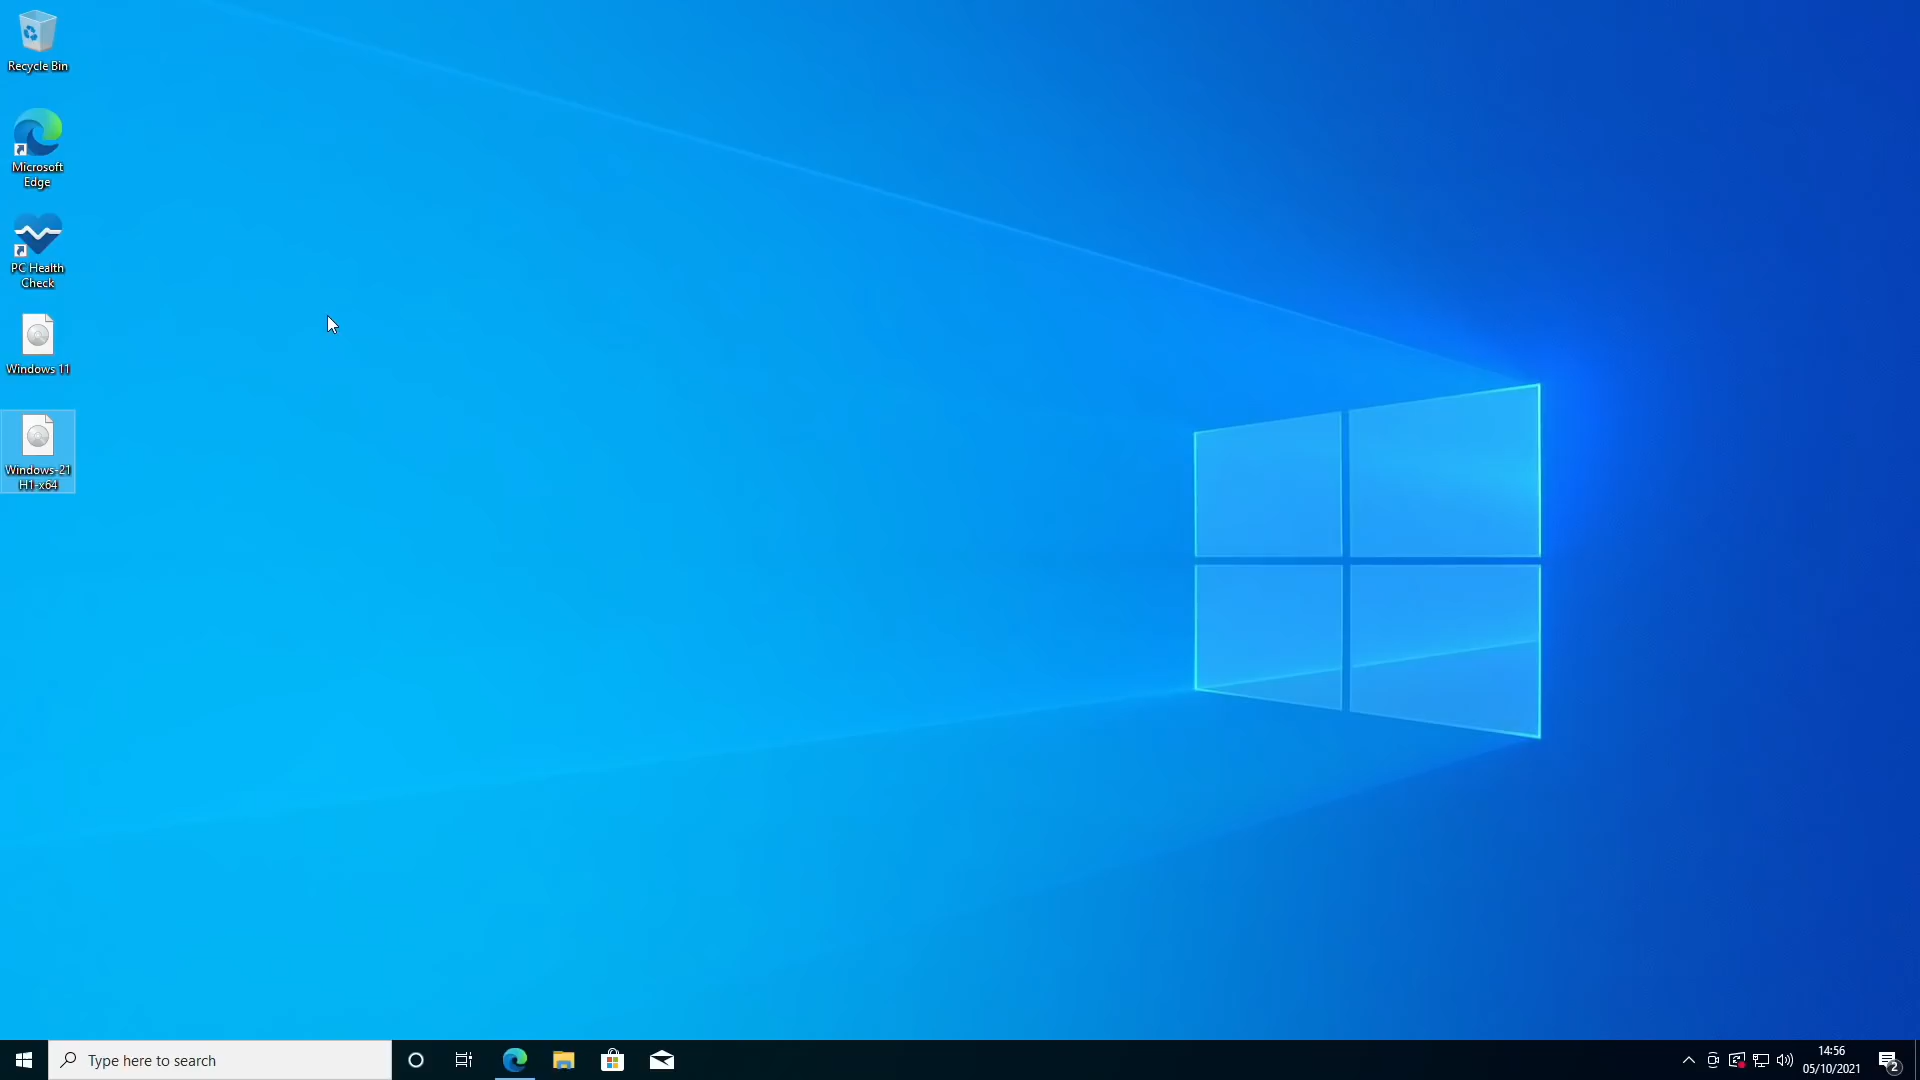 Recycle Bin
Microsoft
Edge
PC Health
Check
Windows 11
Windows-21
H1-x64
Type here to search
14:56
05/10/2021
2